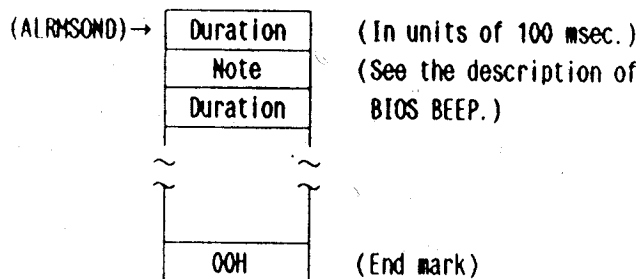 (ALRMSOND)→ Duration (In units of 100 msec.)
Note (See the description of
Duration BIOS BEEP.)
~ ~
~ ~
00H (End mark)